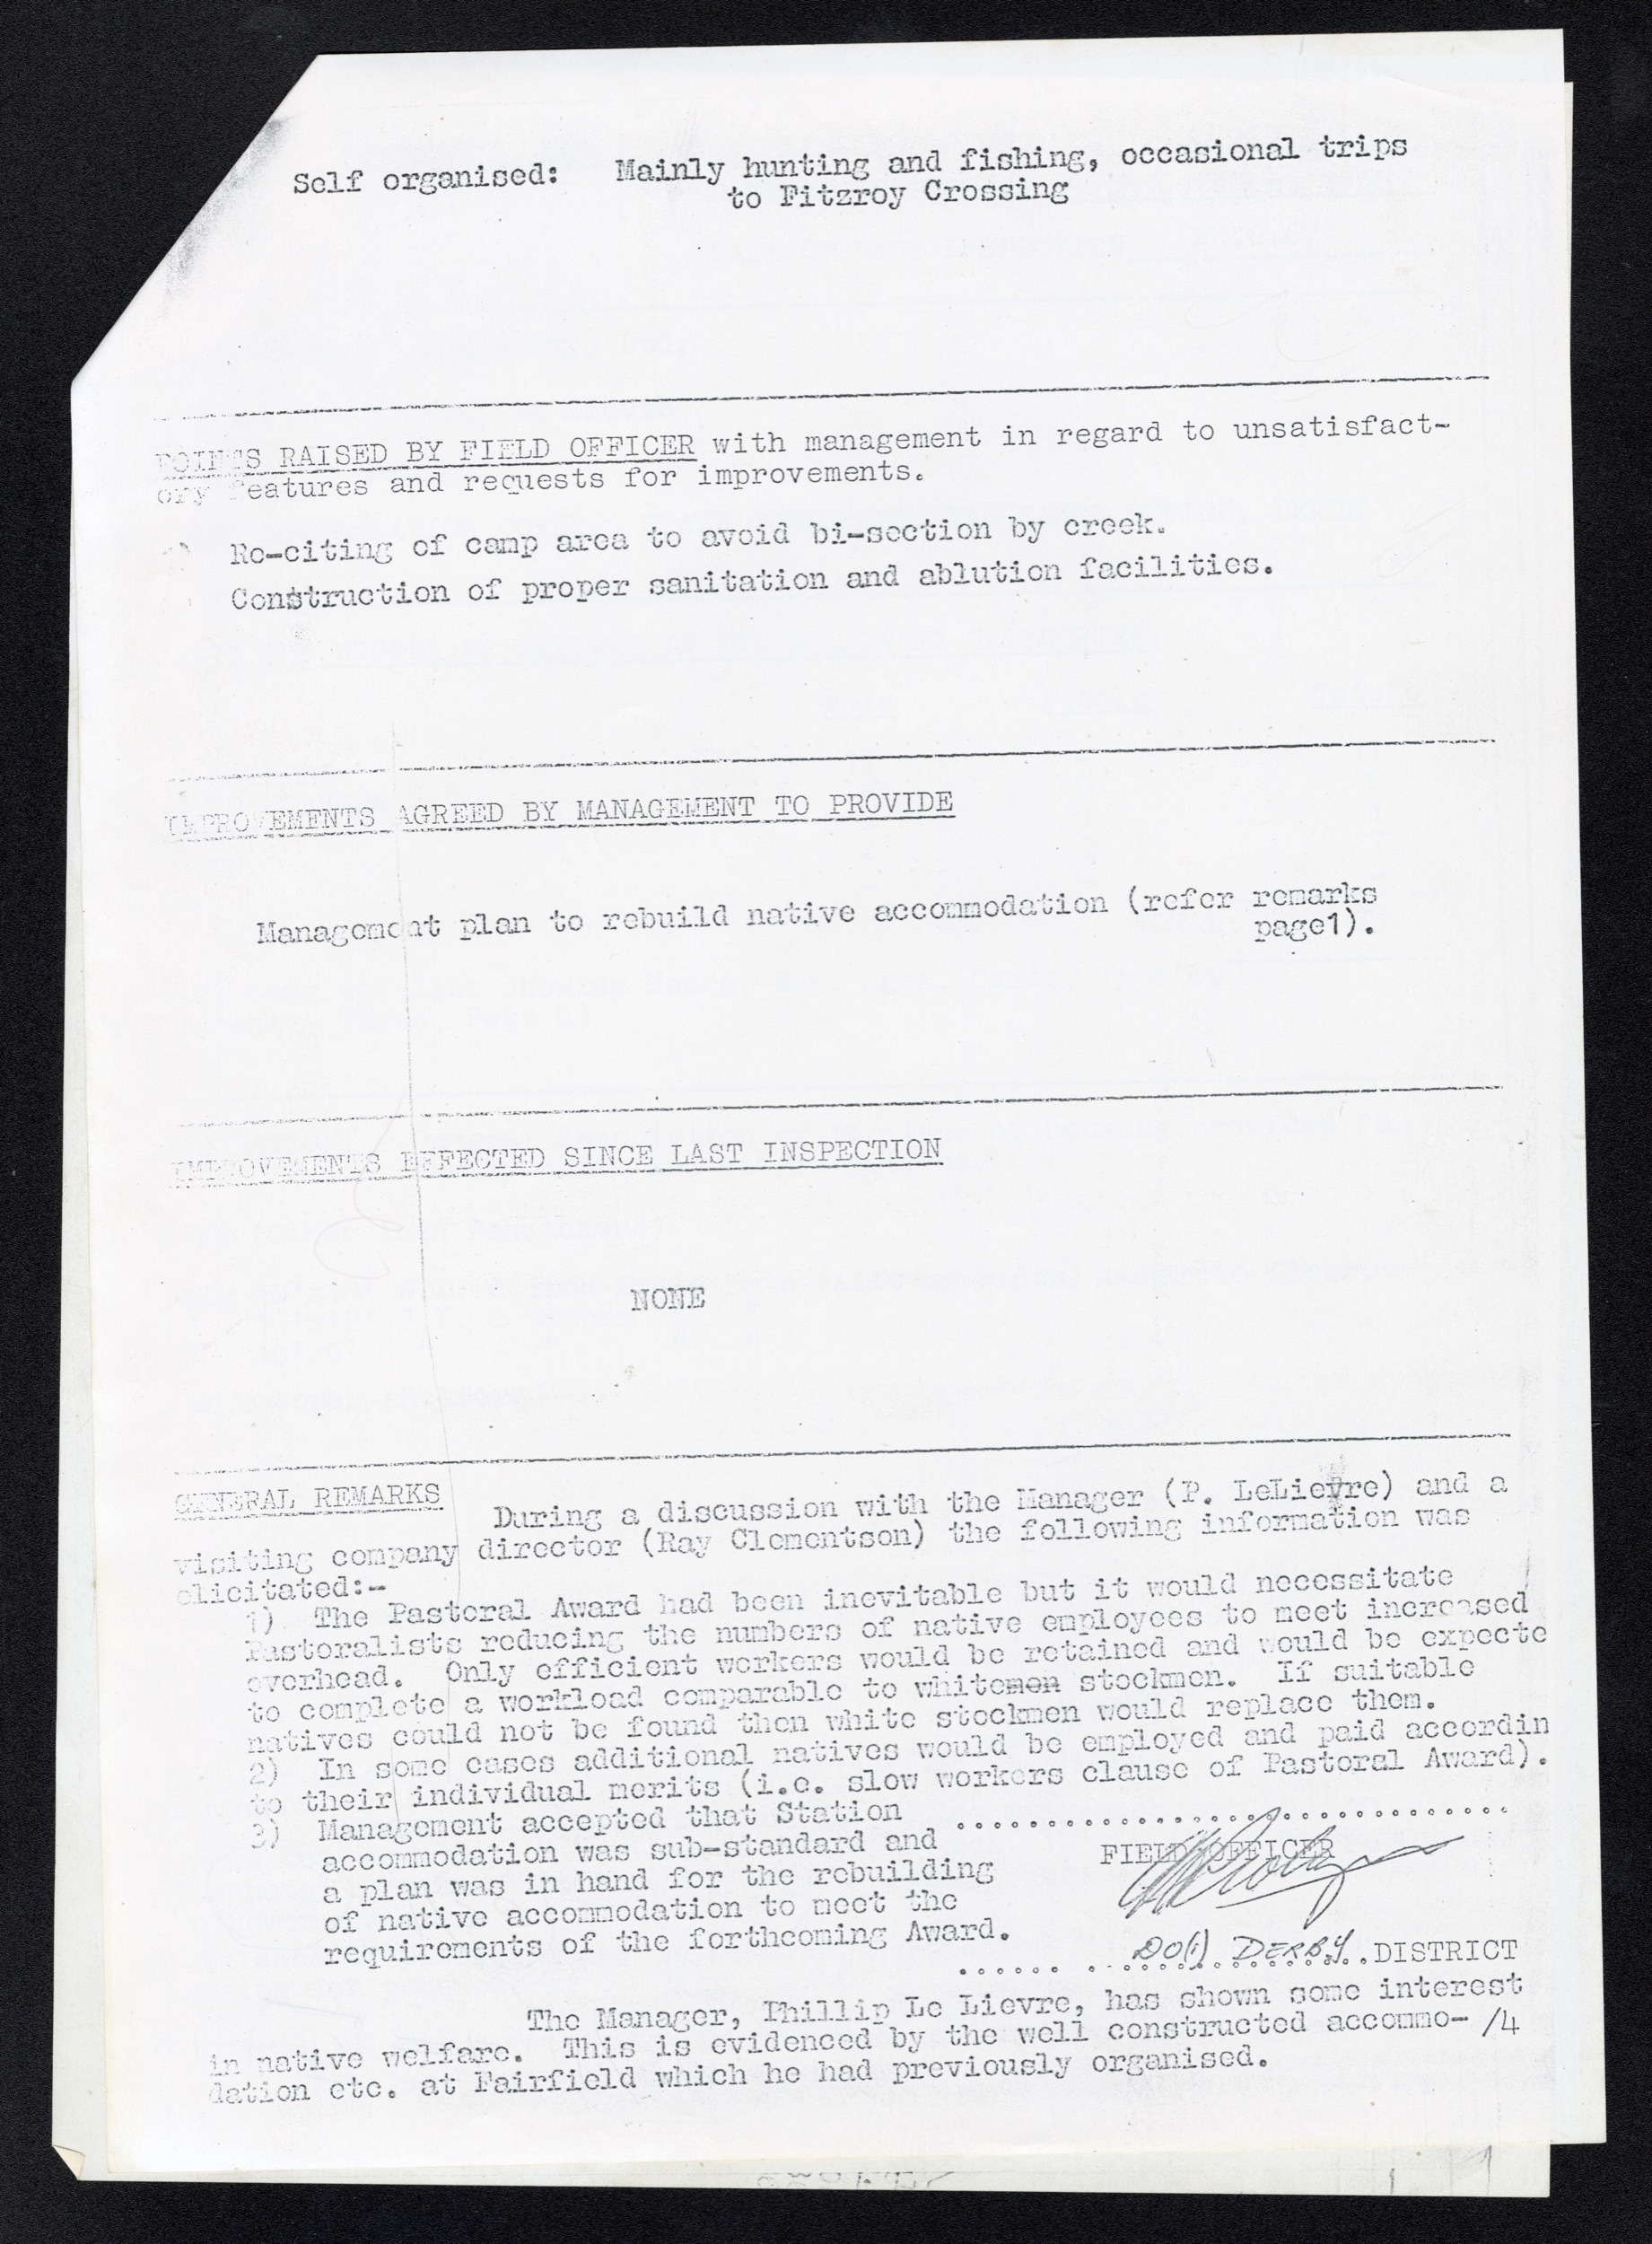 Self organised: Mainly hunting and fishing, occasional trips
to Fitzroy Crossing
POINTS RAISED BY FIELD OFFICER with management in regard to unsatisfact-
ory features and requests for improvements.
1) Re-citing of camp area to avoid bi-section by creek.
Construction of proper sanitation and ablution facilities.
IMPROVEMENTS AGREED BY MANAGEMENT TO PROVIDE
Management plan to rebuild native accommodation (refer remarks
page1).
IMPROVEMENTS EFFECTED SINCE LAST INSPECTION
NONE
GENERAL REMARKS
During a discussion with the Manager (P. LeLievre) and a
visiting company director (Ray Clementson) the following information was
elicitated:-
1) The Pastoral Award had been inevitable but it would necessitate
Pastoralists reducing the numbers of native employees to meet increased
overhead. Only efficient workers would be retained and would be expecte
to complete a workload comparable to whitemen stockmen. If suitable
natives could not be found then white stockmen would replace them.
2) In some cases additional natives would be employed and paid accordin
to their individual merits (i.e. slow workers clause of Pastoral Award).
3) Management accepted that Station
accommodation was sub-standard and
FIELD OFFICER
a plan was in hand for the rebuilding
of native accommodation to meet the
requirements of the forthcoming Award.
DO(i) DERBY DISTRICT
The Manager, Phillip Le Lievre, has shown some interest
in native welfare. This is evidenced by the well constructed accommo- /4
dation etc. at Fairfield which he had previously organised.